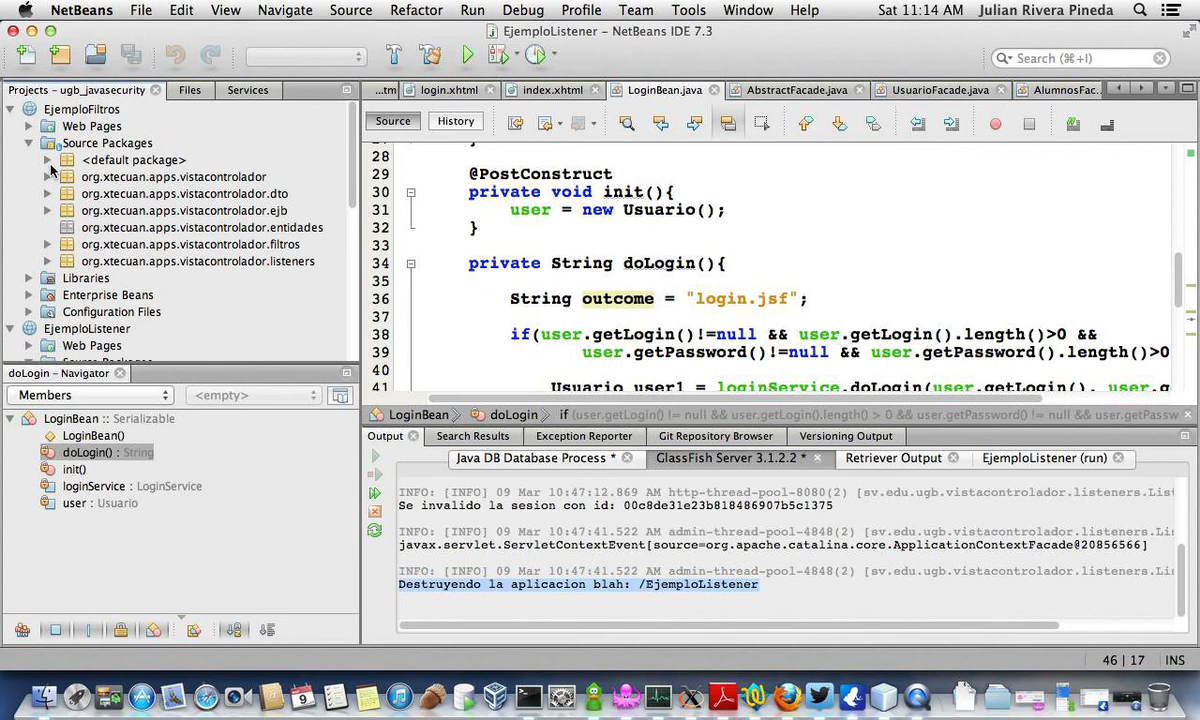 NetBeans File Edit View Navigate Source Refactor Run Debug Profile Team Tools Window Help Sat 11:14 AM Julian Rivera Pineda
EjemploListener – NetBeans IDE 7.3
Search (⌘+I)
Projects – ugb_javasecurity Files Services
EjemploFiltros
Web Pages
Source Packages
<default package>
org.xtecuan.apps.vistacontrolador
org.xtecuan.apps.vistacontrolador.dto
org.xtecuan.apps.vistacontrolador.ejb
org.xtecuan.apps.vistacontrolador.entidades
org.xtecuan.apps.vistacontrolador.filtros
org.xtecuan.apps.vistacontrolador.listeners
Libraries
Enterprise Beans
Configuration Files
EjemploListener
Web Pages
Source Packages
doLogin – Navigator
Members <empty>
LoginBean :: Serializable
LoginBean()
doLogin() : String
init()
loginService : LoginService
user : Usuario
...tm login.xhtml index.xhtml LoginBean.java AbstractFacade.java UsuarioFacade.java AlumnosFac...
Source History
28
29 @PostConstruct
30 private void init(){
31 user = new Usuario();
32 }
33
34 private String doLogin(){
35
36 String outcome = "login.jsf";
37
38 if(user.getLogin()!=null && user.getLogin().length()>0 &&
39 user.getPassword()!=null && user.getPassword().length()>0
40
41 Usuario user1 = loginService.doLogin(user.getLogin(), user.g
LoginBean doLogin if (user.getLogin() != null && user.getLogin().length() > 0 && user.getPassword() != null && user.getPassw
Output Search Results Exception Reporter Git Repository Browser Versioning Output
Java DB Database Process * GlassFish Server 3.1.2.2 * Retriever Output EjemploListener (run)
INFO: [INFO] 09 Mar 10:47:12.869 AM http-thread-pool-8080(2) [sv.edu.ugb.vistacontrolador.listeners.List
Se invalido la sesion con id: 00c8de31e23b818486907b5c1375
INFO: [INFO] 09 Mar 10:47:41.522 AM admin-thread-pool-4848(2) [sv.edu.ugb.vistacontrolador.listeners.Li
javax.servlet.ServletContextEvent[source=org.apache.catalina.core.ApplicationContextFacade@20856566]
INFO: [INFO] 09 Mar 10:47:41.522 AM admin-thread-pool-4848(2) [sv.edu.ugb.vistacontrolador.listeners.Li
Destruyendo la aplicacion blah: /EjemploListener
46 | 17 INS
9